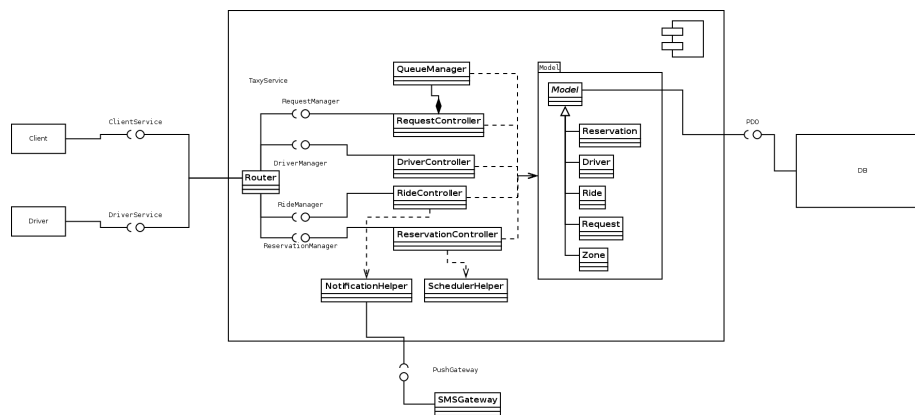 Model
QueueManager
TaxyService
Model
RequestManager
ClientService
RequestController
PDO
Reservation
Client
DriverManager
DriverController
Driver
DB
Router
RideController
Ride
RideManager
Driver
DriverService
Request
ReservationController
ReservationManager
Zone
NotificationHelper
SchedulerHelper
PushGateway
SMSGateway